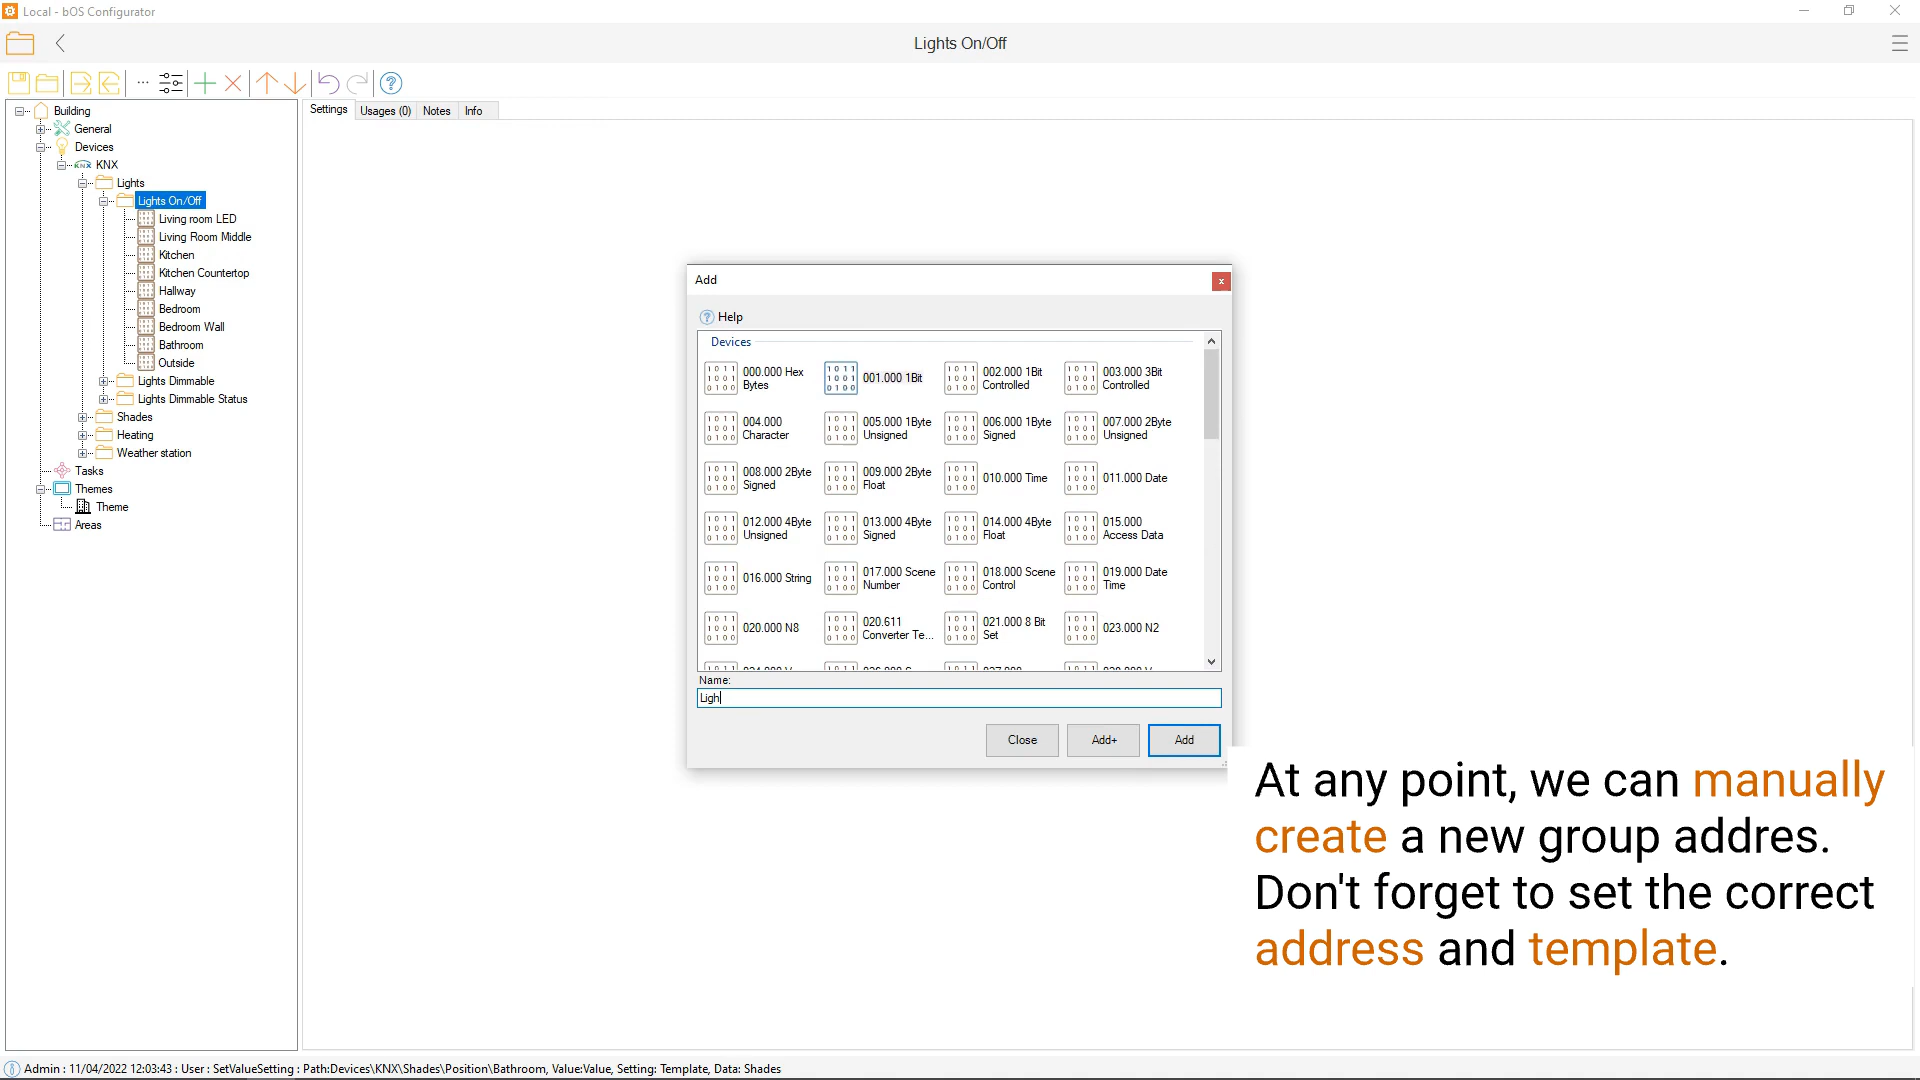 Local - bOS Configurator
Lights On/Off
Building
General
Devices
KNX
Lights
Lights On/Off
Living room LED
Living Room Middle
Kitchen
Kitchen Countertop
Hallway
Bedroom
Bedroom Wall
Bathroom
Outside
Lights Dimmable
Lights Dimmable Status
Shades
Heating
Weather station
Tasks
Themes
Theme
Areas
Settings Usages (0) Notes Info
Add
Help
Devices
000.000 Hex Bytes
001.000 1Bit
002.000 1Bit Controlled
003.000 3Bit Controlled
004.000 Character
005.000 1Byte Unsigned
006.000 1Byte Signed
007.000 2Byte Unsigned
008.000 2Byte Signed
009.000 2Byte Float
010.000 Time
011.000 Date
012.000 4Byte Unsigned
013.000 4Byte Signed
014.000 4Byte Float
015.000 Access Data
016.000 String
017.000 Scene Number
018.000 Scene Control
019.000 Date Time
020.000 N8
020.611 Converter Te...
021.000 8 Bit Set
023.000 N2
Name:
Ligh
Close Add+ Add
At any point, we can manually
create a new group addres.
Don't forget to set the correct
address and template.
Admin : 11/04/2022 12:03:43 : User : SetValueSetting : Path:Devices\KNX\Shades\Position\Bathroom, Value:Value, Setting: Template, Data: Shades